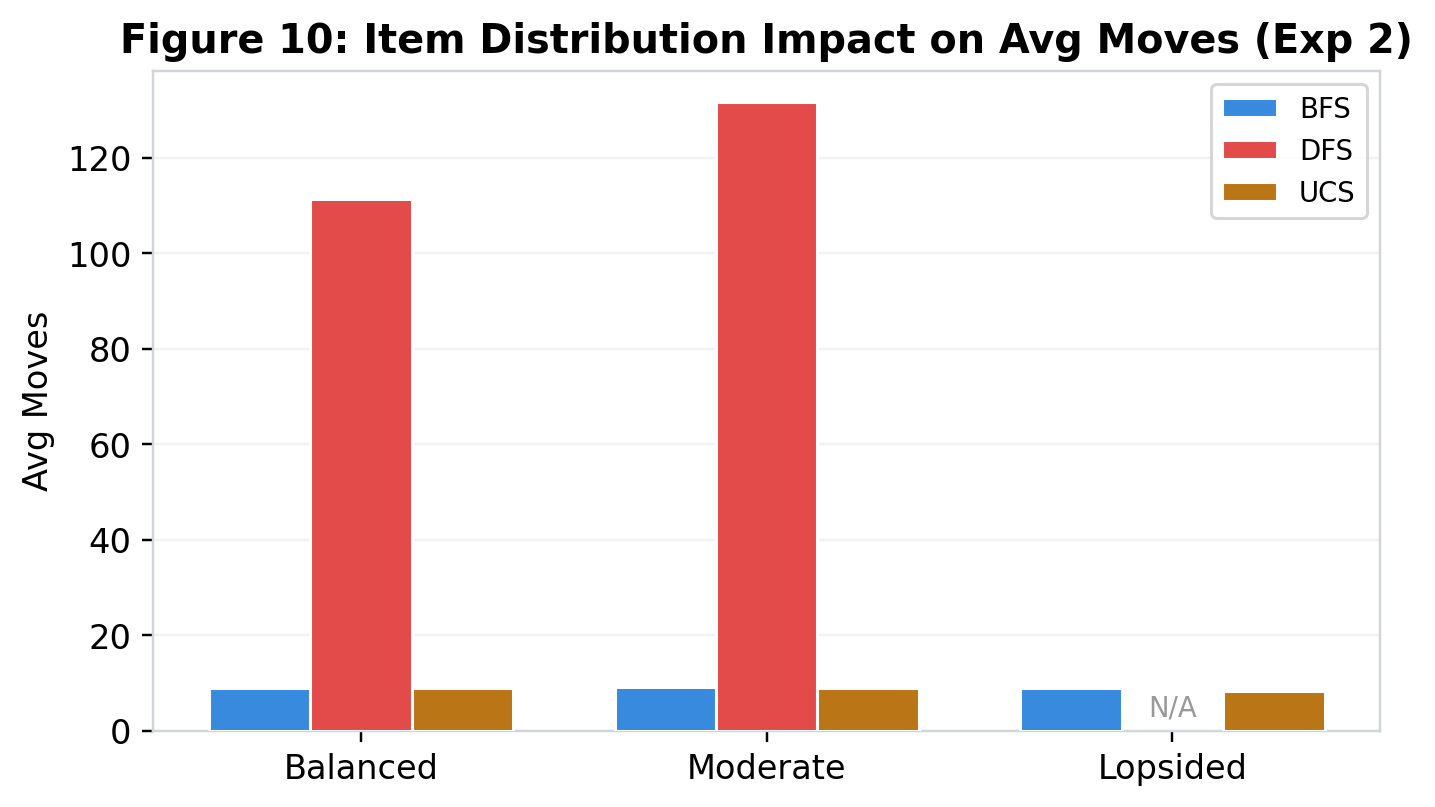 Figure 10: Item Distribution Impact on Avg Moves (Exp 2)
BFS
DFS
UCS
Avg Moves
120
100
80
60
40
20
0
N/A
Balanced
Moderate
Lopsided